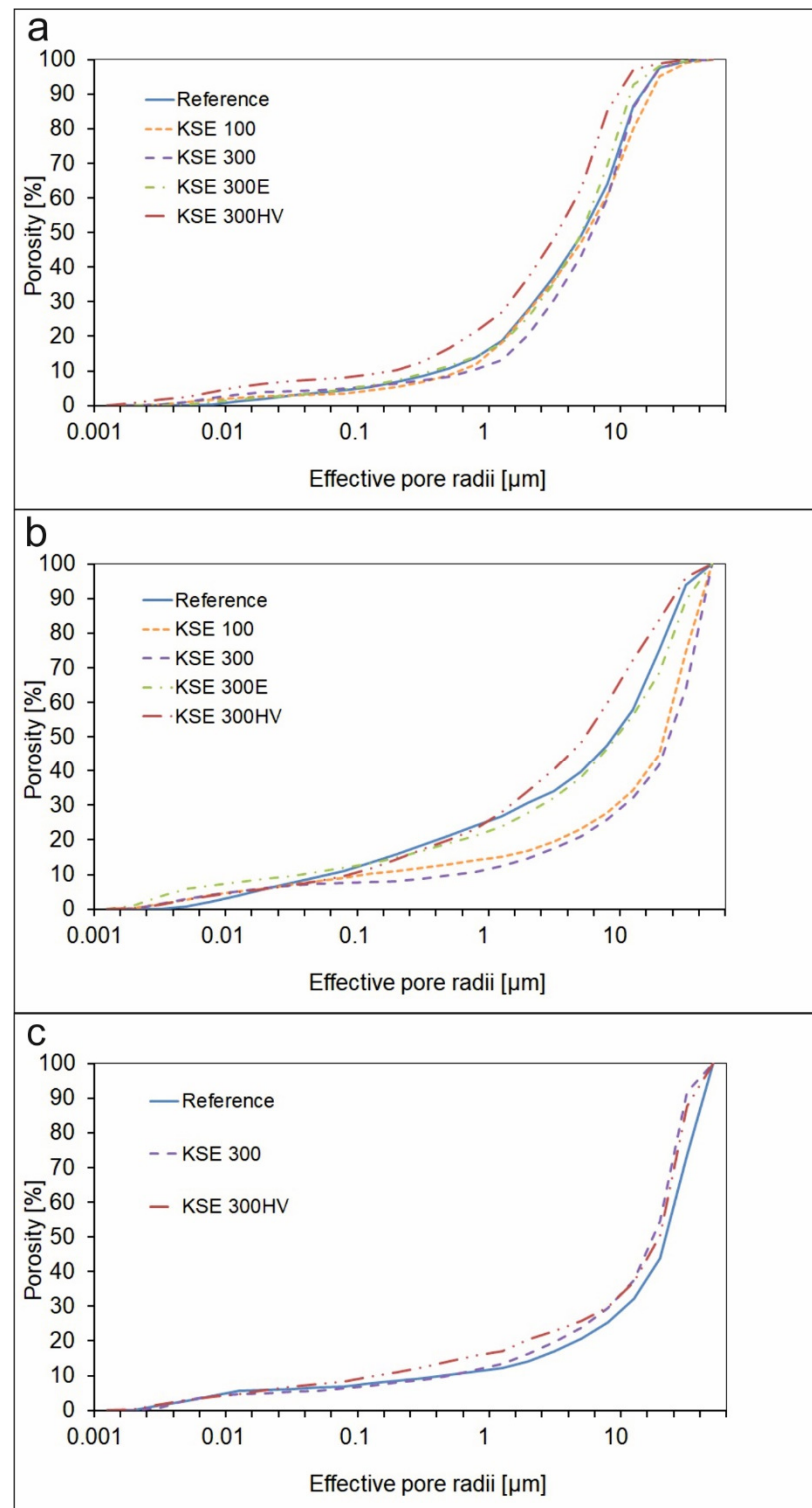 a
100
90
80
70
60
50
40
30
20
10
0
Porosity [%]
Reference
KSE 100
KSE 300
KSE 300E
KSE 300HV
0.001 0.01 0.1 1 10
Effective pore radii [µm]
b
100
90
80
70
60
50
40
30
20
10
0
Porosity [%]
Reference
KSE 100
KSE 300
KSE 300E
KSE 300HV
0.001 0.01 0.1 1 10
Effective pore radii [µm]
c
100
90
80
70
60
50
40
30
20
10
0
Porosity [%]
Reference
KSE 300
KSE 300HV
0.001 0.01 0.1 1 10
Effective pore radii [µm]